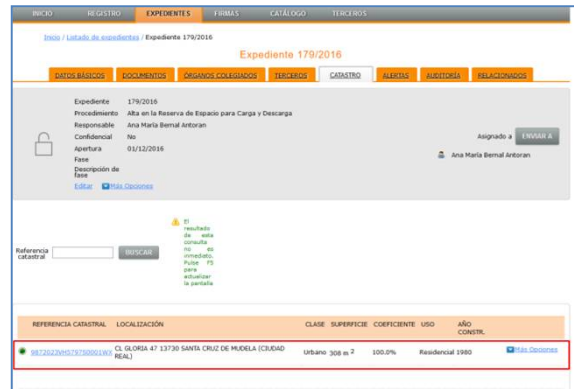 INICIO REGISTRO EXPEDIENTES FIRMAS CATÁLOGO TERCEROS
Inicio / Listado de expedientes / Expediente 179/2016
Expediente 179/2016
DATOS BÁSICOS DOCUMENTOS ÓRGANOS COLEGIADOS TERCEROS CATASTRO ALERTAS AUDITORÍA RELACIONADOS
Expediente 179/2016
Procedimiento Alta en la Reserva de Espacio para Carga y Descarga
Responsable Ana María Bernal Antoran
Confidencial No
Apertura 01/12/2016
Fase
Descripción de
fase
Editar Más Opciones
Asignado a ENVIAR A
Ana María Bernal Antoran
El
resultado
de esta
consulta
no es
inmediato.
Pulse F5
para
actualizar
la pantalla
Referencia
catastral
BUSCAR
REFERENCIA CATASTRAL LOCALIZACIÓN CLASE SUPERFICIE COEFICIENTE USO AÑO
CONSTR.
9872023VH5797S0001WX CL GLORIA 47 13730 SANTA CRUZ DE MUDELA (CIUDAD
REAL) Urbano 308 m 2 100.0% Residencial 1980 Más Opciones